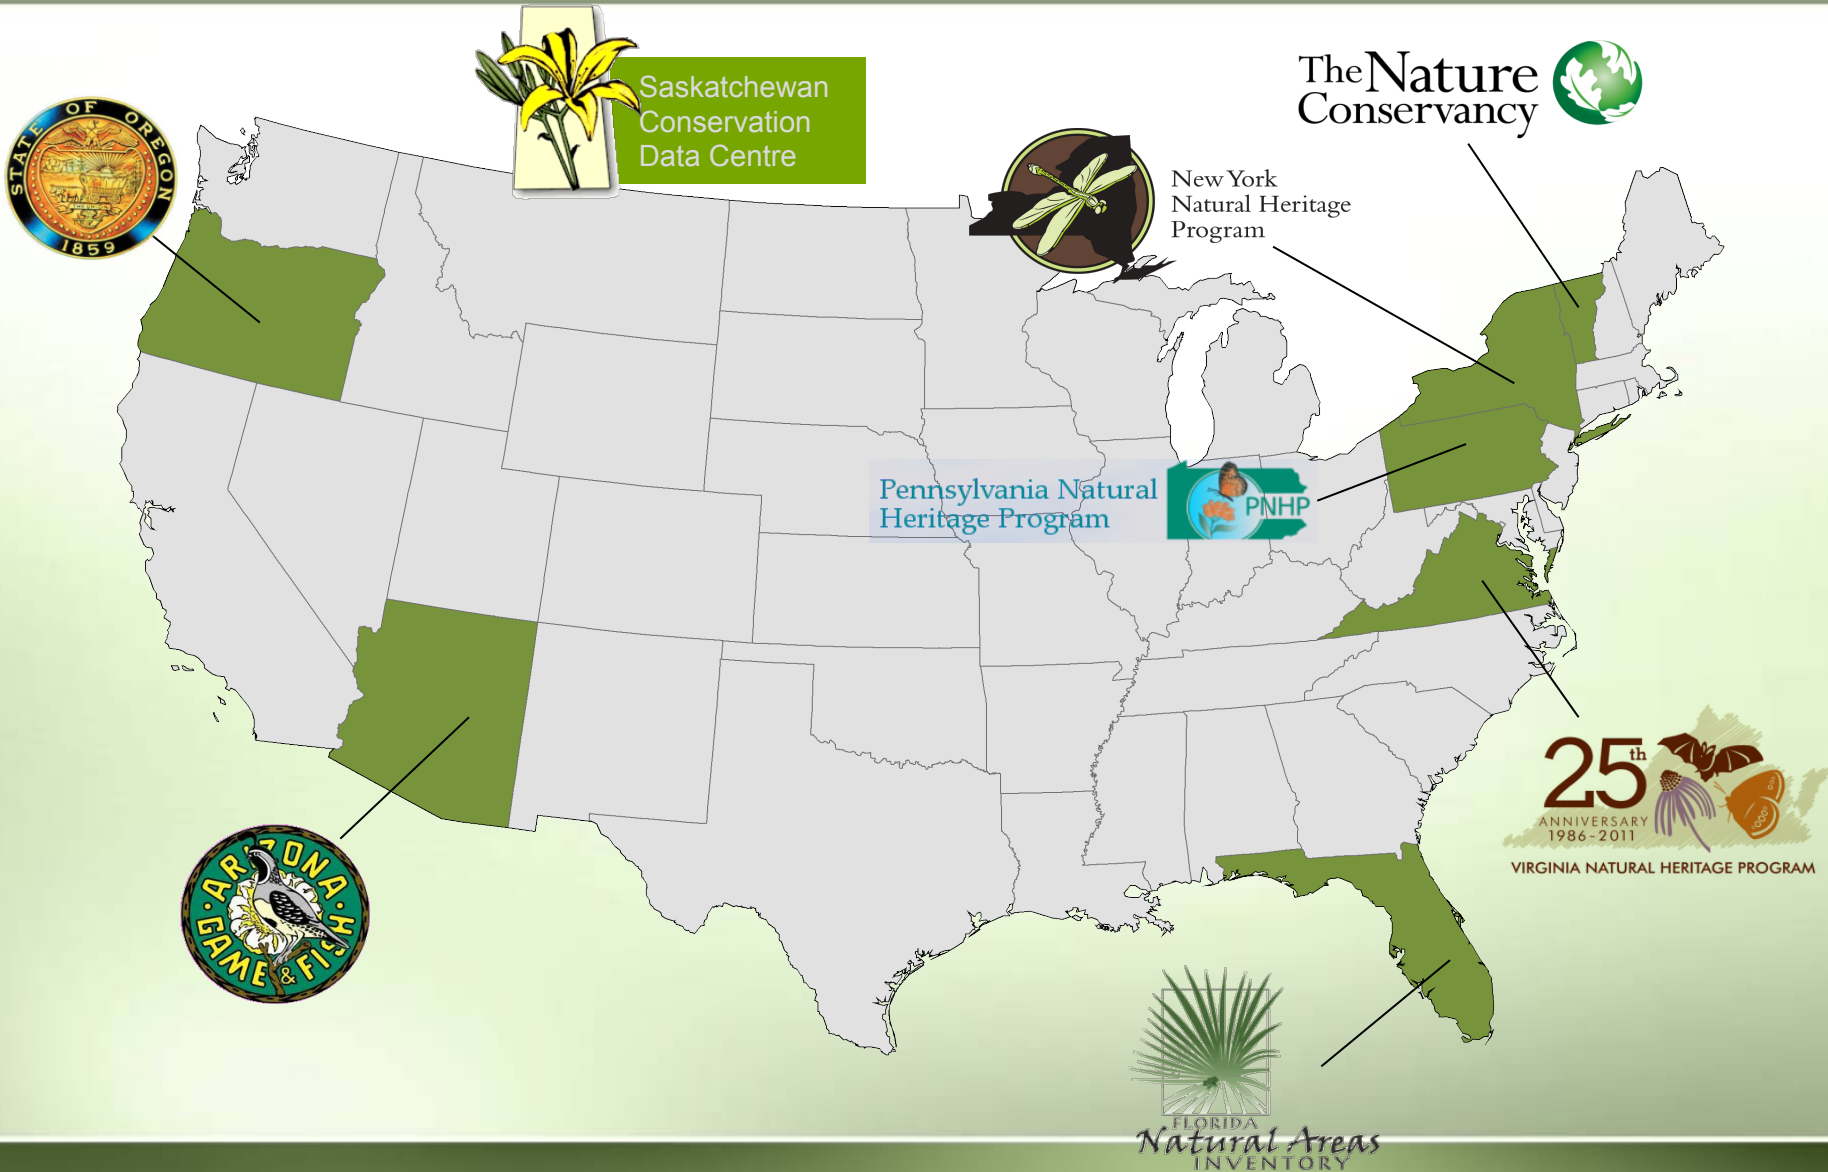 Saskatchewan
Conservation
Data Centre
The Nature
Conservancy
STATE OF OREGON
1859
New York
Natural Heritage
Program
Pennsylvania Natural
Heritage Program
PNHP
25th
ANNIVERSARY
1986-2011
VIRGINIA NATURAL HERITAGE PROGRAM
ARIZONA
GAME & FISH
FLORIDA
Natural Areas
INVENTORY